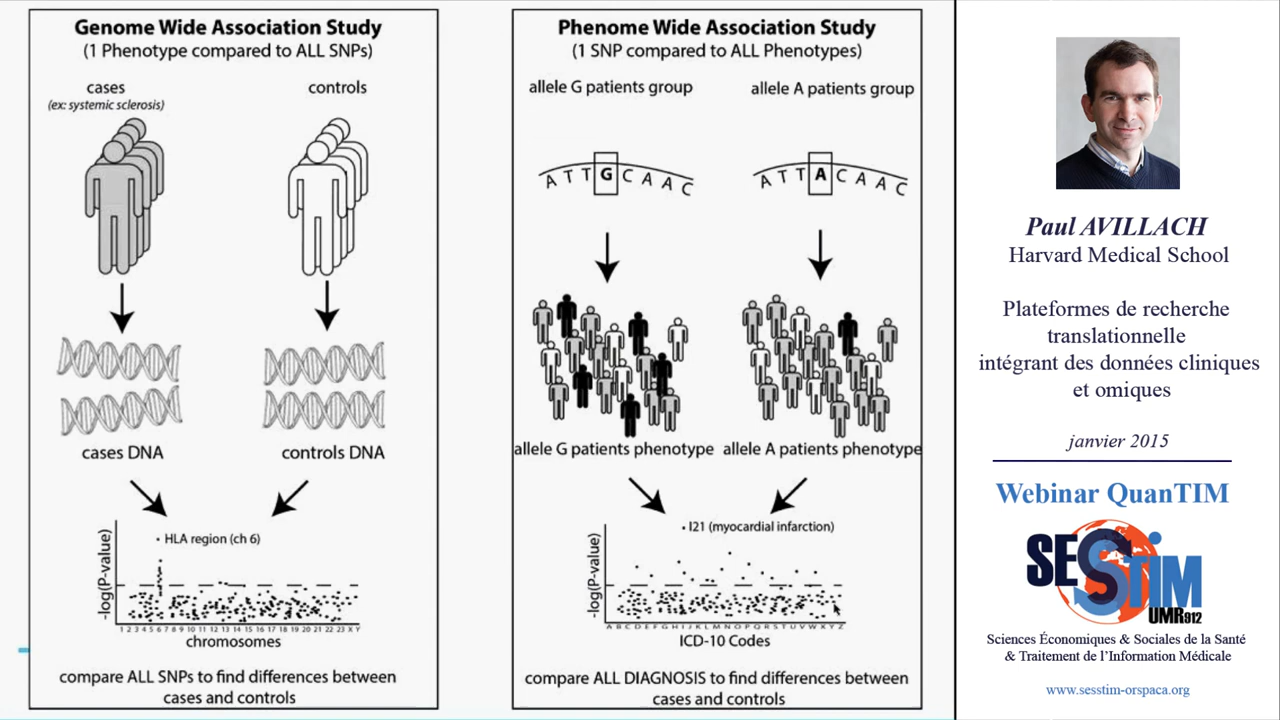 Genome Wide Association Study
(1 Phenotype compared to ALL SNPs)
cases
(ex: systemic sclerosis)
controls
cases DNA
controls DNA
HLA region (ch 6)
-log(P-value)
1 2 3 4 5 6 7 8 9 10 11 12 13 14 15 16 17 18 19 20 21 22 23 X Y
chromosomes
compare ALL SNPs to find differences between
cases and controls
Phenome Wide Association Study
(1 SNP compared to ALL Phenotypes)
allele G patients group
allele A patients group
A T T G C A A C
A T T A C A A C
allele G patients phenotype
allele A patients phenotype
I21 (myocardial infarction)
-log(P-value)
A B C D E F G H I J K L M N O P Q R S T U V W X Y Z
ICD-10 Codes
compare ALL DIAGNOSIS to find differences between
cases and controls
Paul AVILLACH
Harvard Medical School
Plateformes de recherche
translationnelle
intégrant des données cliniques
et omiques
janvier 2015
Webinar QuanTIM
SESSTIM
UMR912
Sciences Économiques & Sociales de la Santé
& Traitement de l'Information Médicale
www.sesstim-orspaca.org